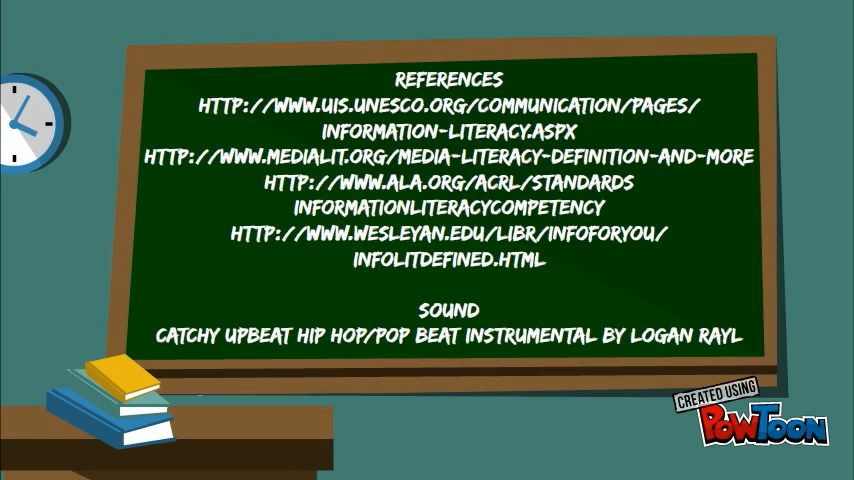 REFERENCES
HTTP://WWW.UIS.UNESCO.ORG/COMMUNICATION/PAGES/
INFORMATION-LITERACY.ASPX
HTTP://WWW.MEDIALIT.ORG/MEDIA-LITERACY-DEFINITION-AND-MORE
HTTP://WWW.ALA.ORG/ACRL/STANDARDS
INFORMATIONLITERACYCOMPETENCY
HTTP://WWW.WESLEYAN.EDU/LIBR/INFOFORYOU/
INFOLITDEFINED.HTML
SOUND
CATCHY UPBEAT HIP HOP/POP BEAT INSTRUMENTAL BY LOGAN RAYL
CREATED USING
POWTOON